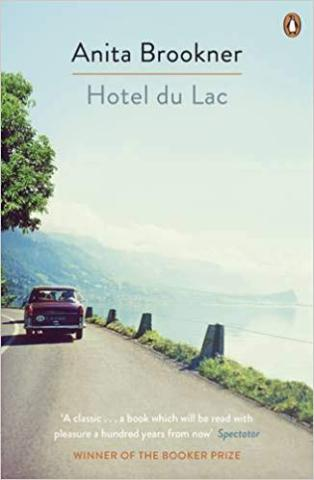 Anita Brookner
Hotel du Lac
‘A classic . . . a book which will be read with
pleasure a hundred years from now’ Spectator
WINNER OF THE BOOKER PRIZE